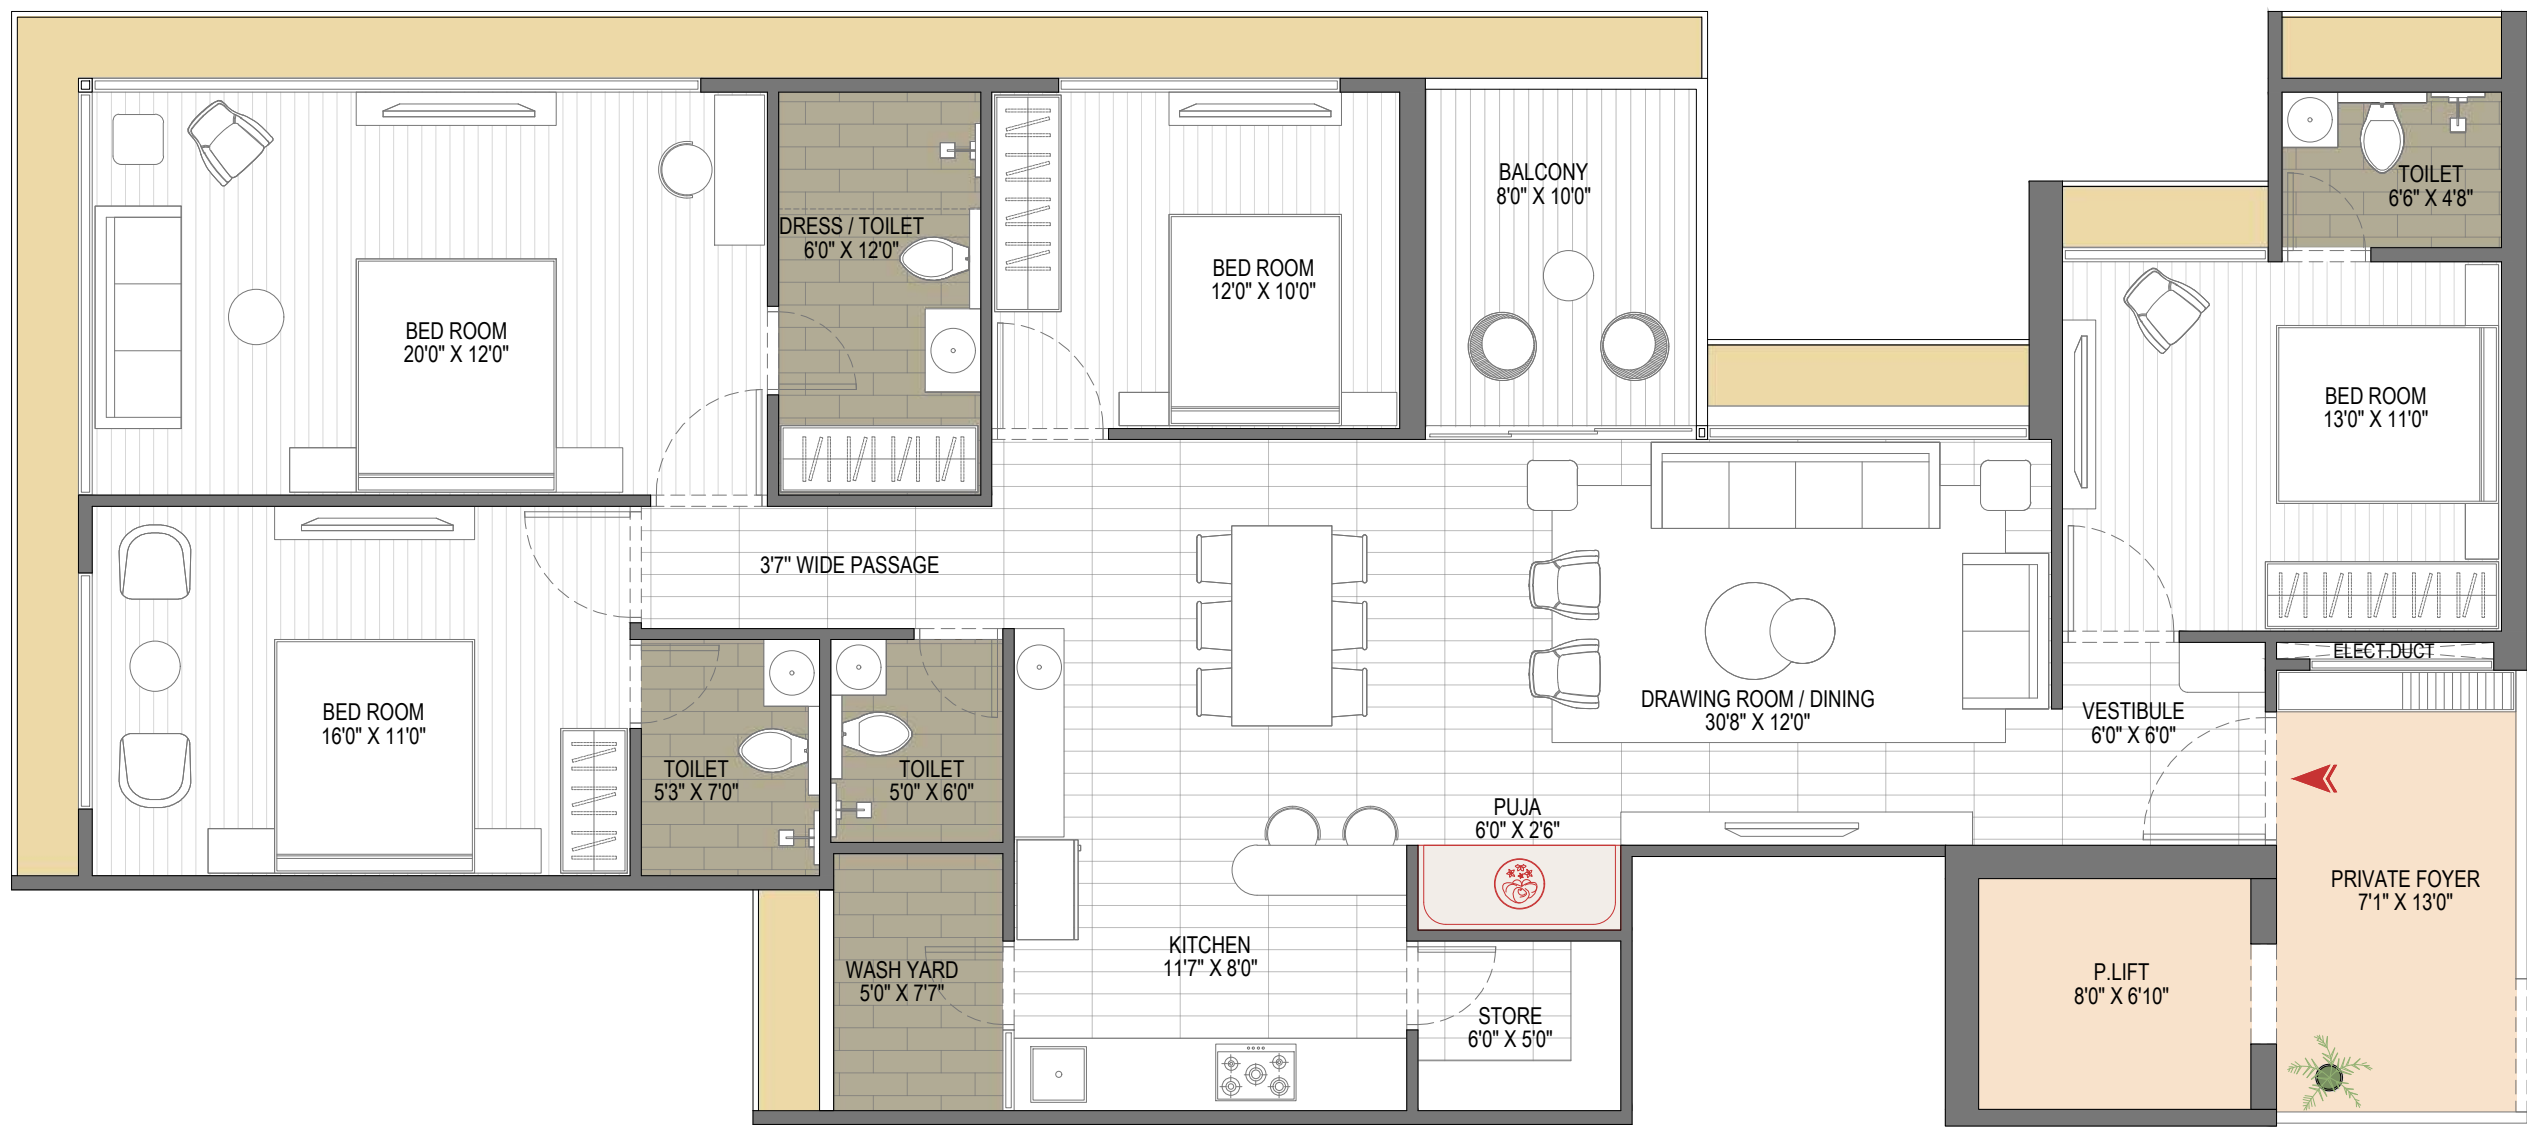 BALCONY
8'0" X 10'0"
TOILET
6'6" X 4'8"
DRESS / TOILET
6'0" X 12'0"
BED ROOM
12'0" X 10'0"
BED ROOM
20'0" X 12'0"
BED ROOM
13'0" X 11'0"
3'7" WIDE PASSAGE
ELECT.DUCT
BED ROOM
16'0" X 11'0"
DRAWING ROOM / DINING
30'8" X 12'0"
VESTIBULE
6'0" X 6'0"
TOILET
5'3" X 7'0"
TOILET
5'0" X 6'0"
PUJA
6'0" X 2'6"
PRIVATE FOYER
7'1" X 13'0"
KITCHEN
11'7" X 8'0"
WASH YARD
5'0" X 7'7"
P.LIFT
8'0" X 6'10"
STORE
6'0" X 5'0"